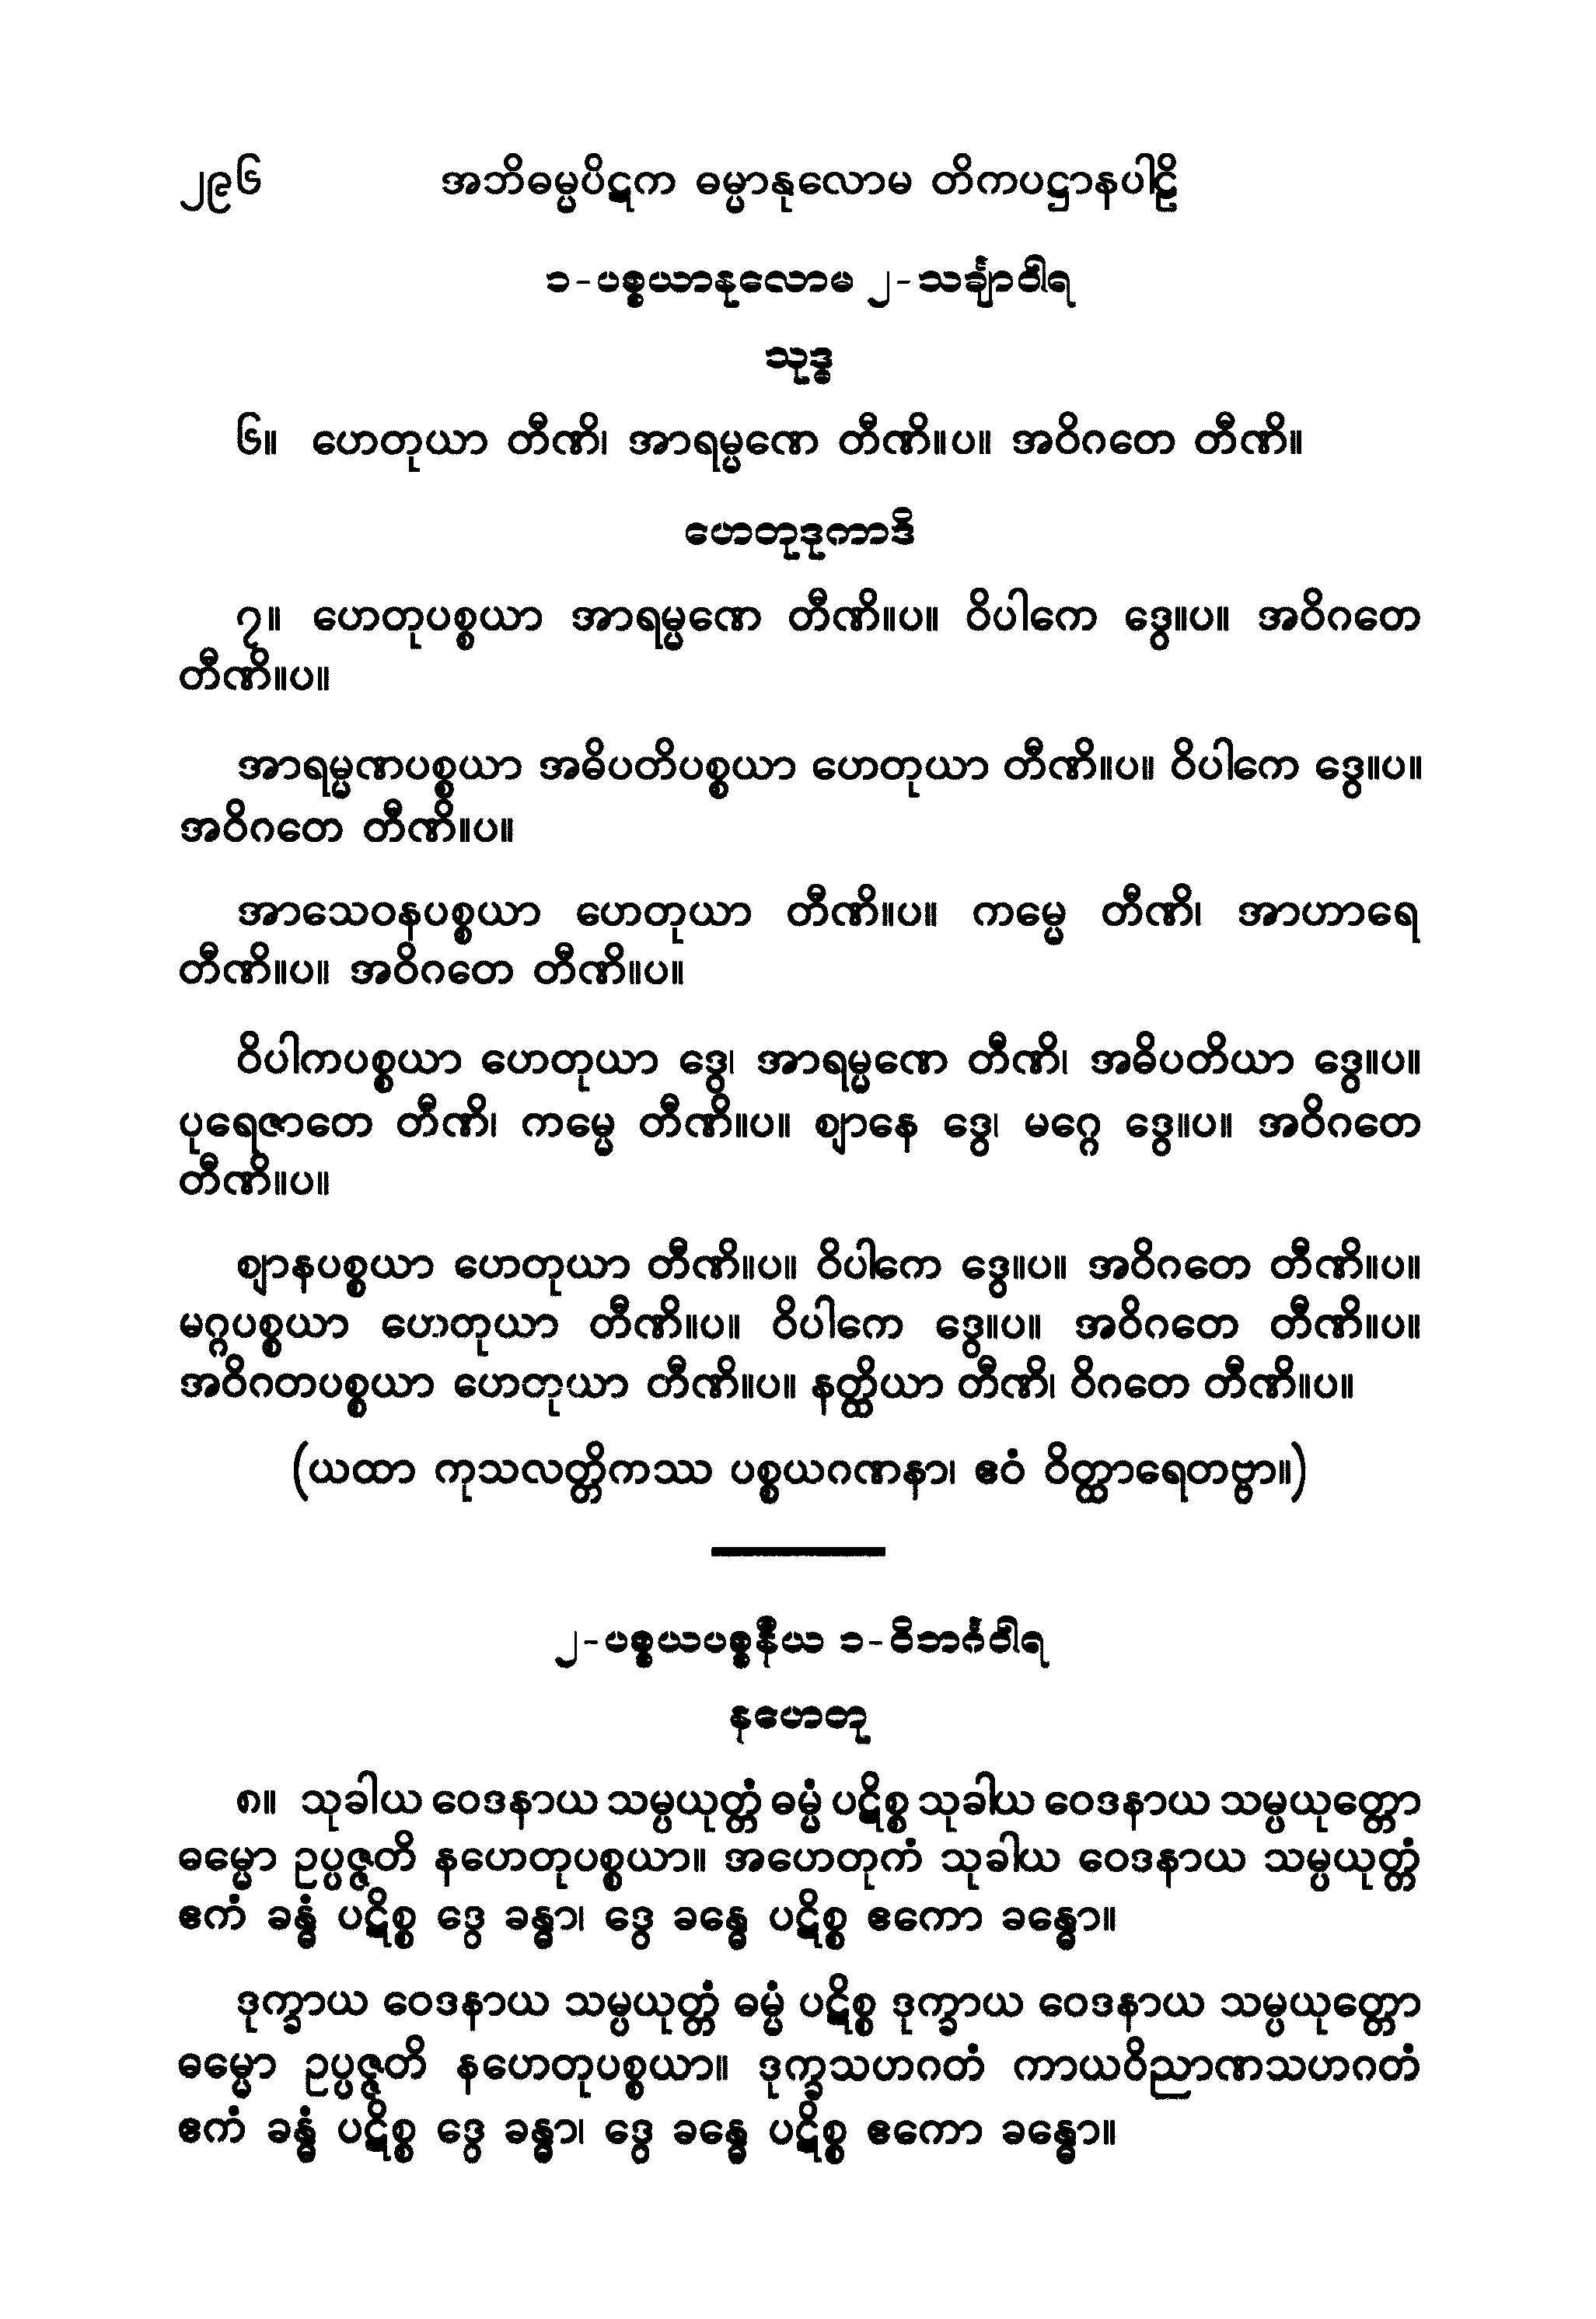 ၂၉၆ အဘိဓမ္မပိဋက ဓမ္မာနုလောမ တိကပဋ္ဌာနပါဠိ
၁-ပစ္စယာနုလောမ ၂-သင်္ချာဝါရ
သုဒ္ဓ
၆။ ဟေတုယာ တီဏိ၊ အာရမ္မဏေ တီဏိ။ပ။ အဝိဂတေ တီဏိ။
ဟေတုဒုကာဒိ
၇။ ဟေတုပစ္စယာ အာရမ္မဏေ တီဏိ။ပ။ ဝိပါကေ ဒွေ။ပ။ အဝိဂတေ
တီဏိ။ပ။
အာရမ္မဏပစ္စယာ အဓိပတိပစ္စယာ ဟေတုယာ တီဏိ။ပ။ ဝိပါကေ ဒွေ။ပ။
အဝိဂတေ တီဏိ။ပ။
အာသေဝနပစ္စယာ ဟေတုယာ တီဏိ။ပ။ ကမ္မေ တီဏိ၊ အာဟာရေ
တီဏိ။ပ။ အဝိဂတေ တီဏိ။ပ။
ဝိပါကပစ္စယာ ဟေတုယာ ဒွေ၊ အာရမ္မဏေ တီဏိ၊ အဓိပတိယာ ဒွေ။ပ။
ပုရေဇာတေ တီဏိ၊ ကမ္မေ တီဏိ။ပ။ ဈာနေ ဒွေ၊ မဂ္ဂေ ဒွေ။ပ။ အဝိဂတေ
တီဏိ။ပ။
ဈာနပစ္စယာ ဟေတုယာ တီဏိ။ပ။ ဝိပါကေ ဒွေ။ပ။ အဝိဂတေ တီဏိ။ပ။
မဂ္ဂပစ္စယာ ဟေတုယာ တီဏိ။ပ။ ဝိပါကေ ဒွေ။ပ။ အဝိဂတေ တီဏိ။ပ။
အဝိဂတပစ္စယာ ဟေတုယာ တီဏိ။ပ။ နတ္ထိယာ တီဏိ၊ ဝိဂတေ တီဏိ။ပ။
(ယထာ ကုသလတ္တိကဿ ပစ္စယဂဏနာ၊ ဧဝံ ဝိတ္ထာရေတဗ္ဗာ။)
၂-ပစ္စယပစ္စနီယ ၁-ဝိဘင်္ဂဝါရ
နဟေတု
၈။ သုခါယ ဝေဒနာယ သမ္ပယုတ္တံ ဓမ္မံ ပဋိစ္စ သုခါယ ဝေဒနာယ သမ္ပယုတ္တော
ဓမ္မော ဥပ္ပဇ္ဇတိ နဟေတုပစ္စယာ။ အဟေတုကံ သုခါယ ဝေဒနာယ သမ္ပယုတ္တံ
ဧကံ ခန္ဓံ ပဋိစ္စ ဒွေ ခန္ဓာ၊ ဒွေ ခန္ဓေ ပဋိစ္စ ဧကော ခန္ဓော။
ဒုက္ခာယ ဝေဒနာယ သမ္ပယုတ္တံ ဓမ္မံ ပဋိစ္စ ဒုက္ခာယ ဝေဒနာယ သမ္ပယုတ္တော
ဓမ္မော ဥပ္ပဇ္ဇတိ နဟေတုပစ္စယာ။ ဒုက္ခသဟဂတံ ကာယဝိညာဏသဟဂတံ
ဧကံ ခန္ဓံ ပဋိစ္စ ဒွေ ခန္ဓာ၊ ဒွေ ခန္ဓေ ပဋိစ္စ ဧကော ခန္ဓော။